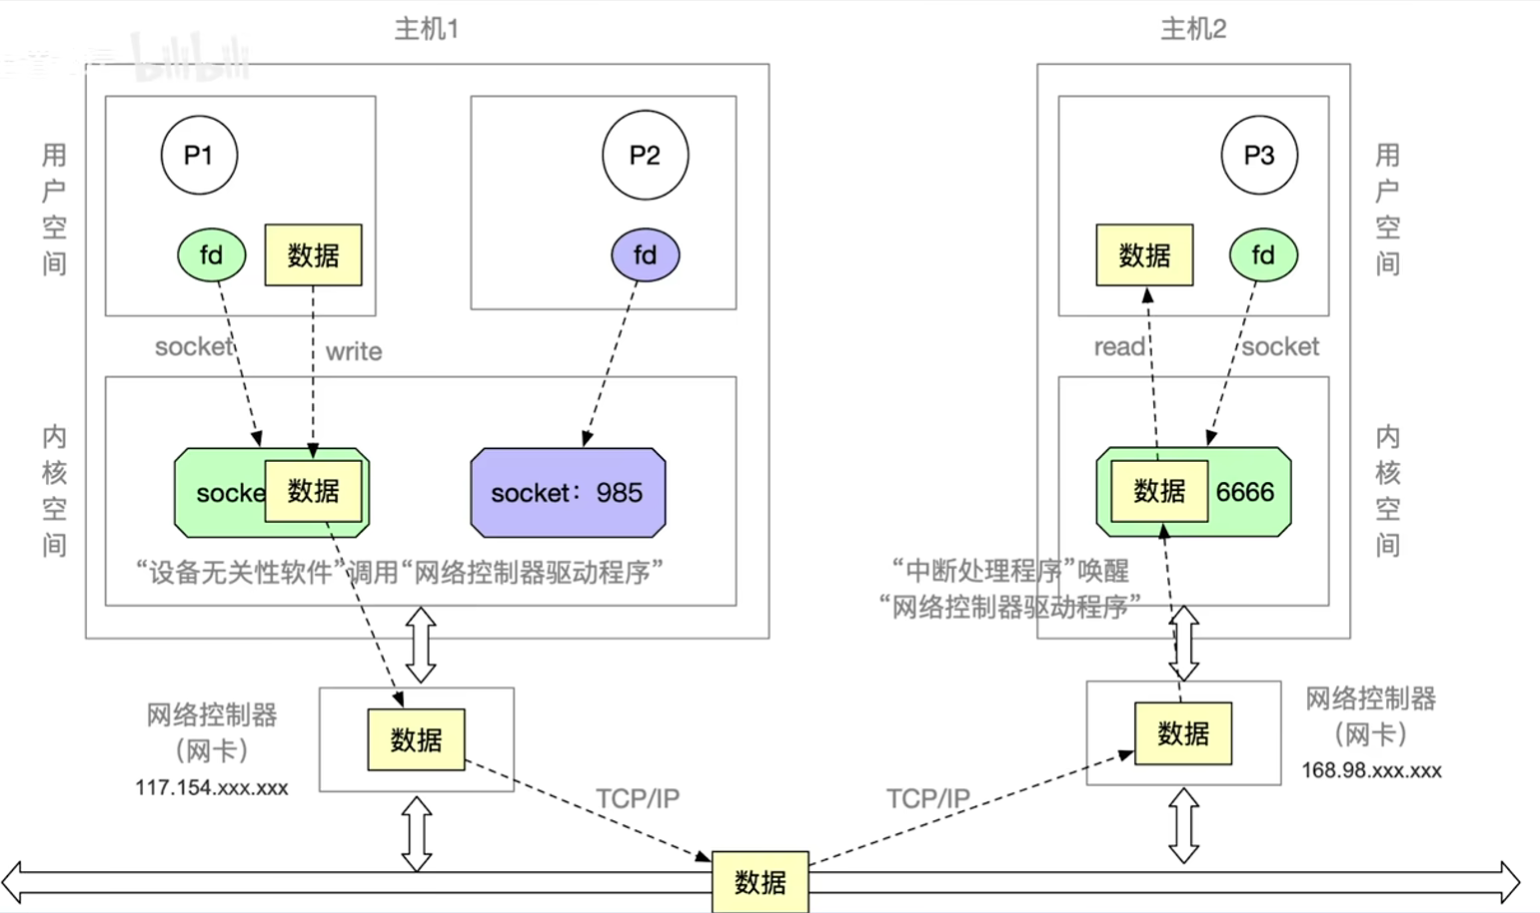 主机1
主机2
bilibili
用户空间
P1
P2
P3
用户空间
fd
数据
fd
数据
fd
socket
write
read
socket
内核空间
socke
数据
socket：985
数据
6666
内核空间
“设备无关性软件”调用“网络控制器驱动程序”
“中断处理程序”唤醒
“网络控制器驱动程序”
网络控制器
（网卡）
117.154.xxx.xxx
数据
数据
网络控制器
（网卡）
168.98.xxx.xxx
TCP/IP
TCP/IP
数据